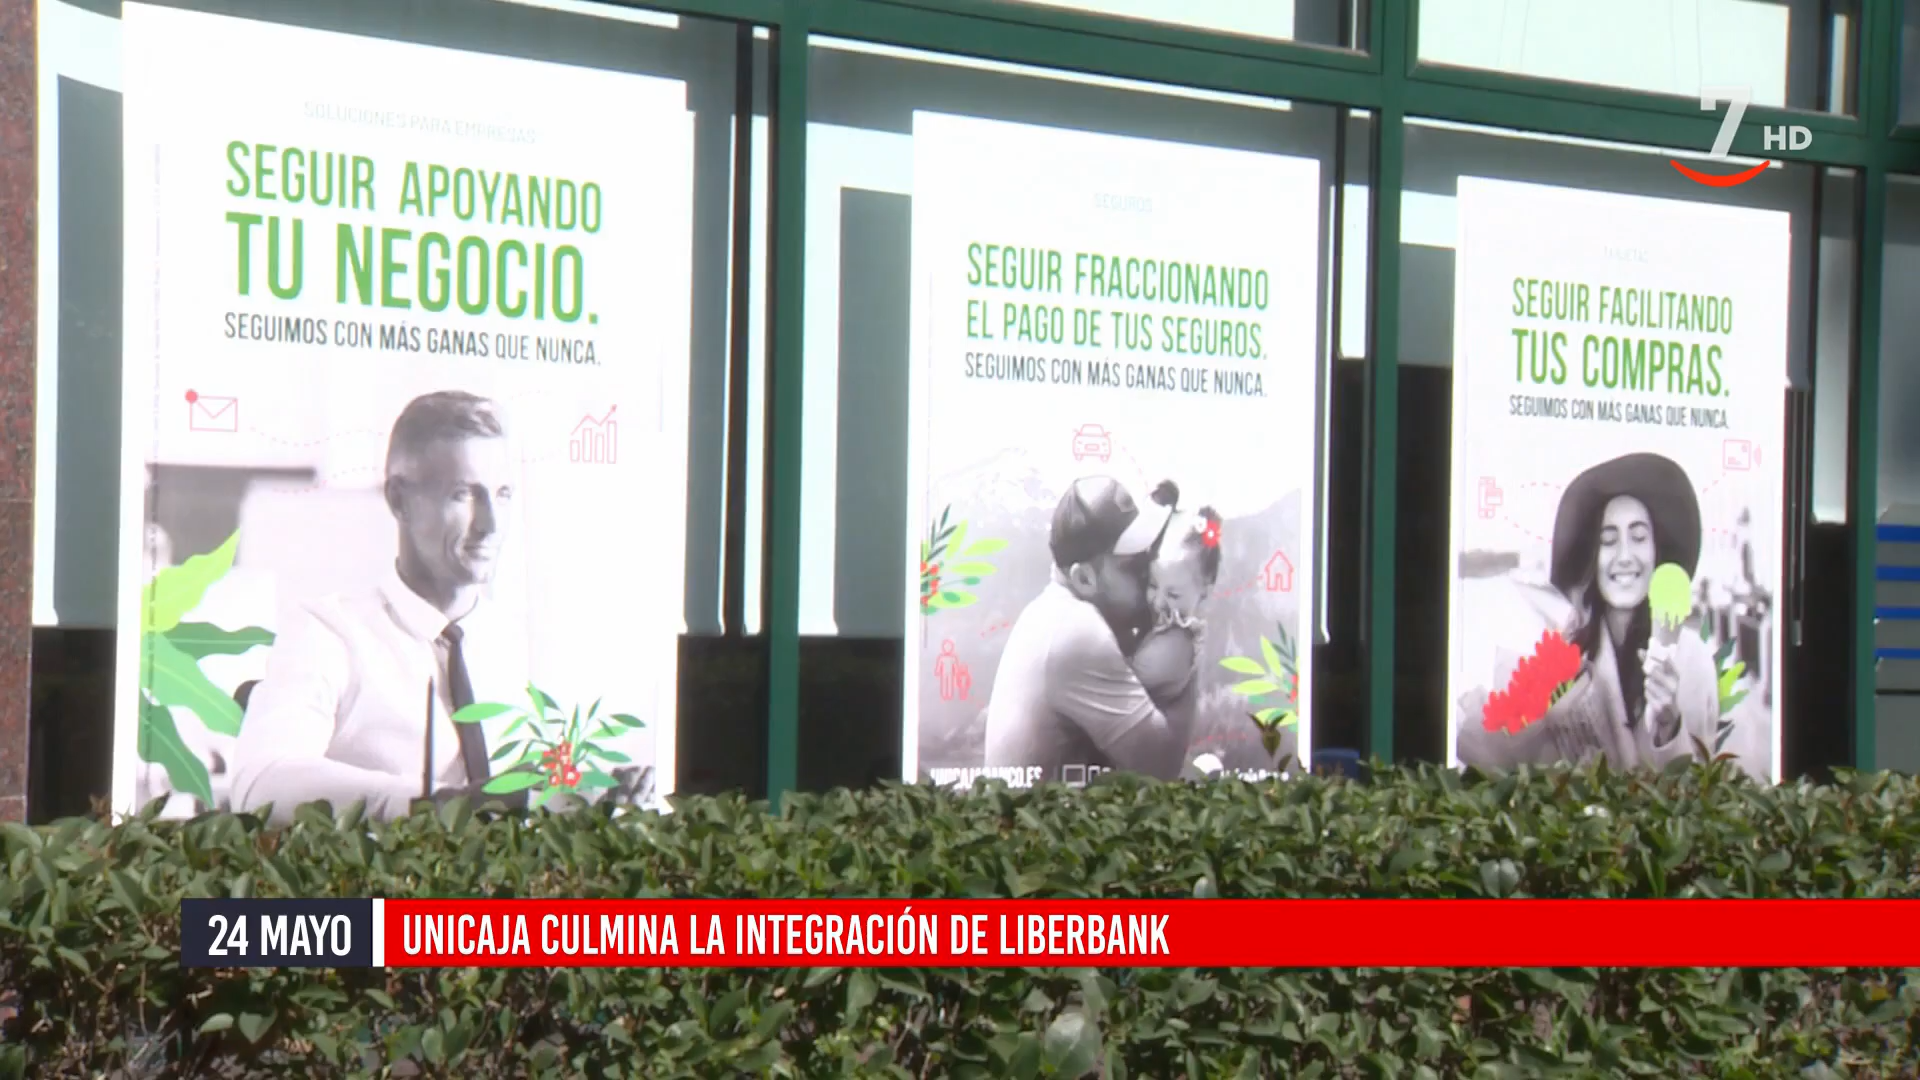 SOLUCIONES PARA EMPRESAS
SEGUIR APOYANDO
TU NEGOCIO.
SEGUIMOS CON MÁS GANAS QUE NUNCA.
SEGUROS
SEGUIR FRACCIONANDO
EL PAGO DE TUS SEGUROS.
SEGUIMOS CON MÁS GANAS QUE NUNCA.
TARJETAS
SEGUIR FACILITANDO
TUS COMPRAS.
SEGUIMOS CON MÁS GANAS QUE NUNCA.
7 HD
24 MAYO
UNICAJA CULMINA LA INTEGRACIÓN DE LIBERBANK